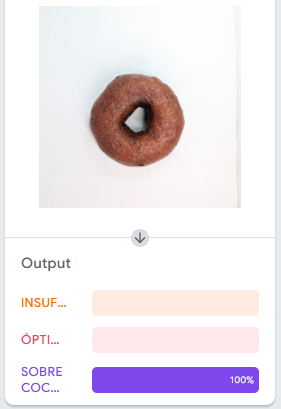 Output
INSUF...
ÓPTI...
SOBRE
COC...
100%